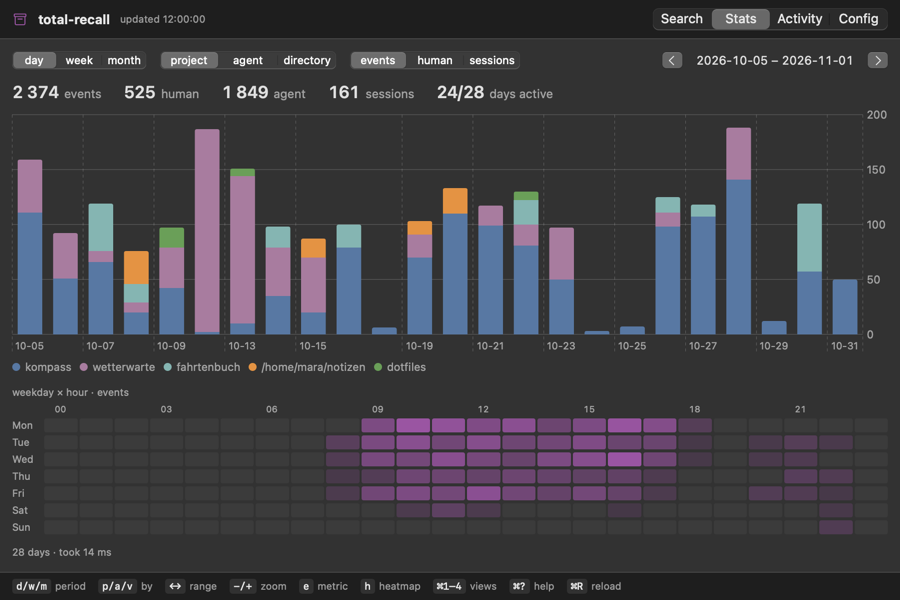 total-recall updated 12:00:00 Search Stats Activity Config
day week month project agent directory events human sessions 2026-10-05 – 2026-11-01
2 374 events 525 human 1 849 agent 161 sessions 24/28 days active
200
150
100
50
0
10-05 10-07 10-09 10-13 10-15 10-19 10-21 10-23 10-25 10-27 10-29 10-31
kompass wetterwarte fahrtenbuch /home/mara/notizen dotfiles
weekday × hour · events
00 03 06 09 12 15 18 21
Mon
Tue
Wed
Thu
Fri
Sat
Sun
28 days · took 14 ms
d/w/m period p/a/v by ↔ range −/+ zoom e metric h heatmap ⌘1–4 views ⌘? help ⌘R reload